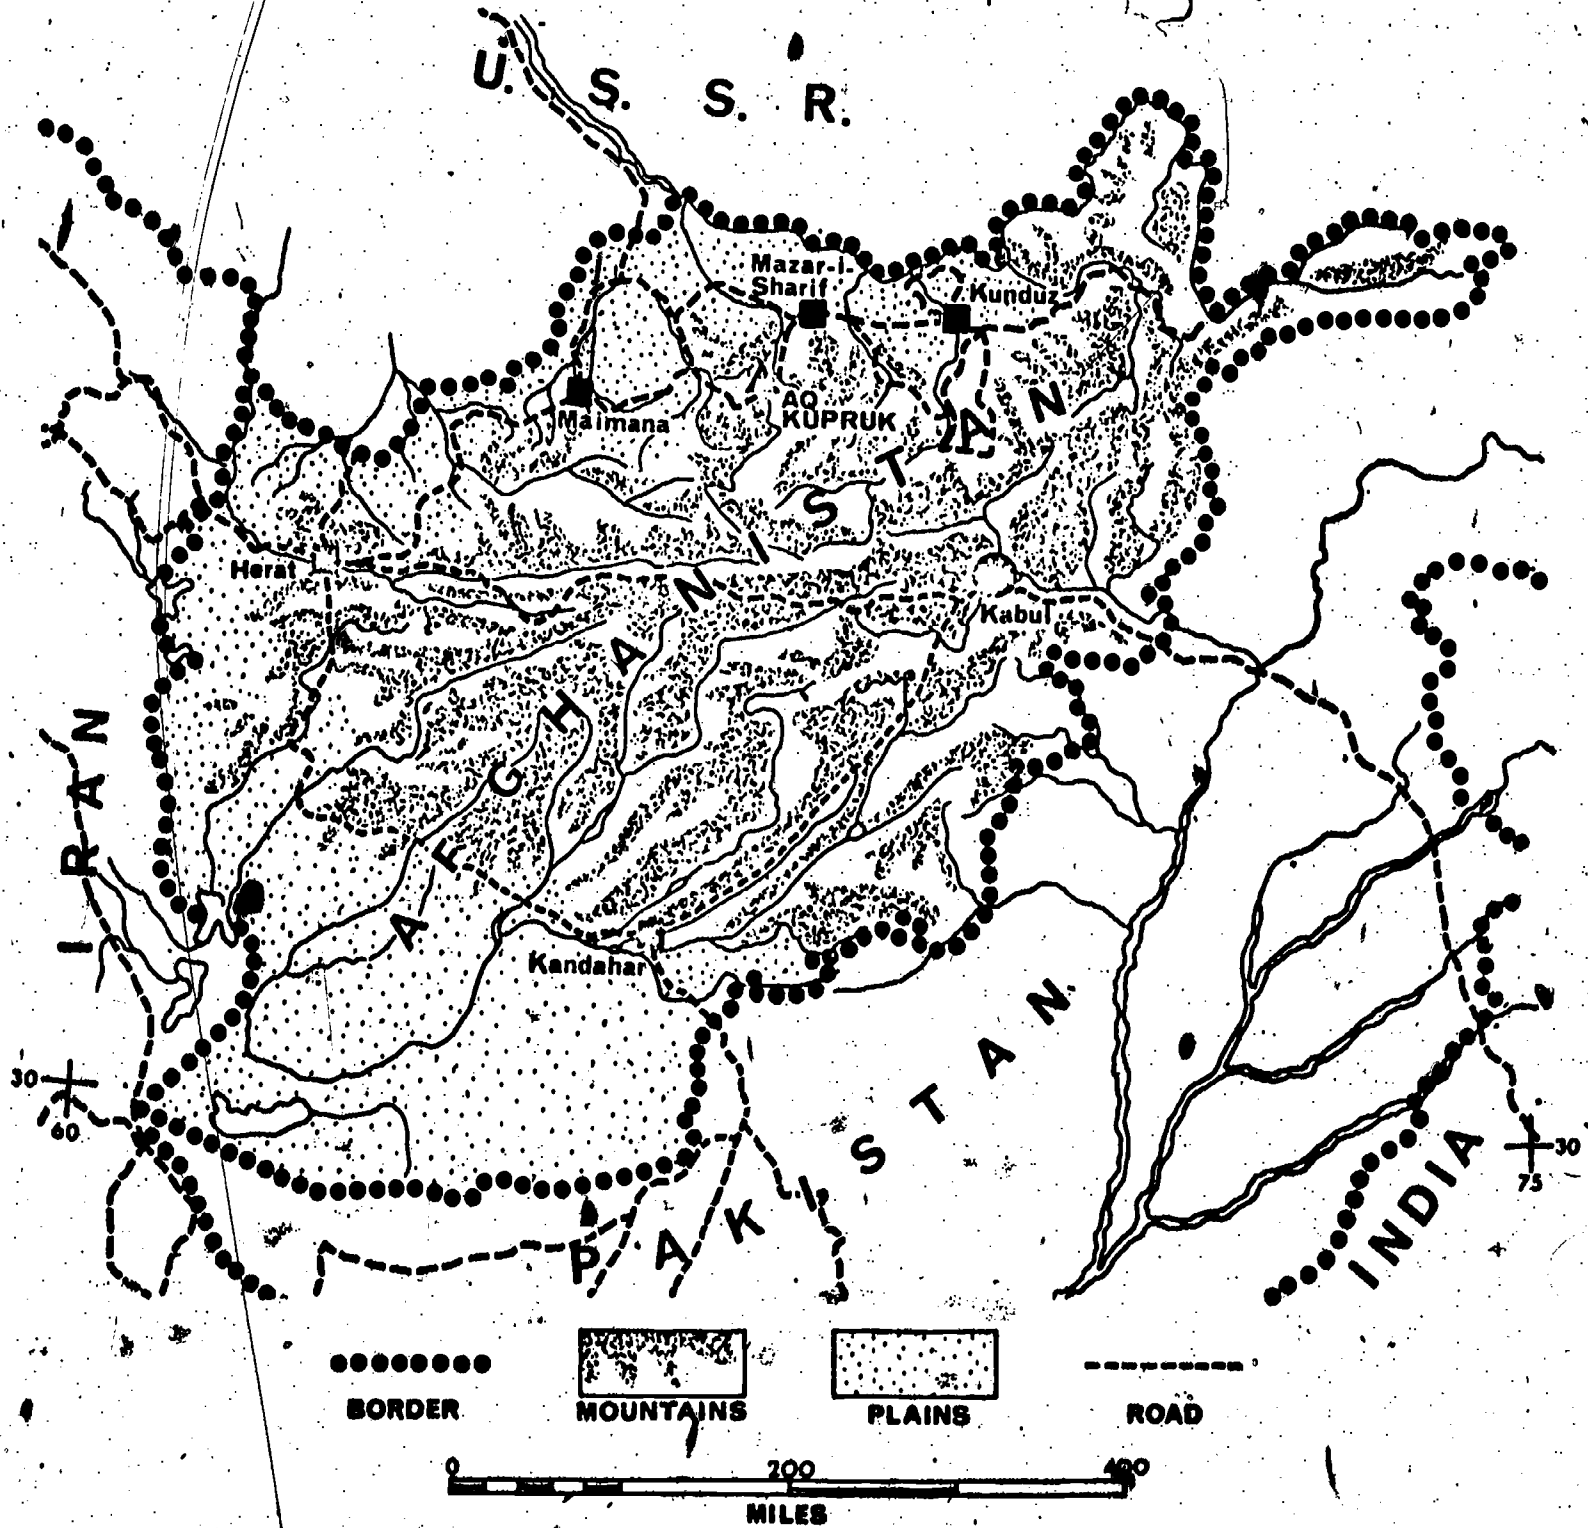 U. S. S. R.
Mazar-i-
Sharif
Kunduz
Maimana
AQ
KUPRUK
Herat
Kabul
AFGHANISTAN
IRAN
Kandahar
30
60
PAKISTAN
INDIA
30
75
BORDER
MOUNTAINS
PLAINS
ROAD
0 200 400
MILES